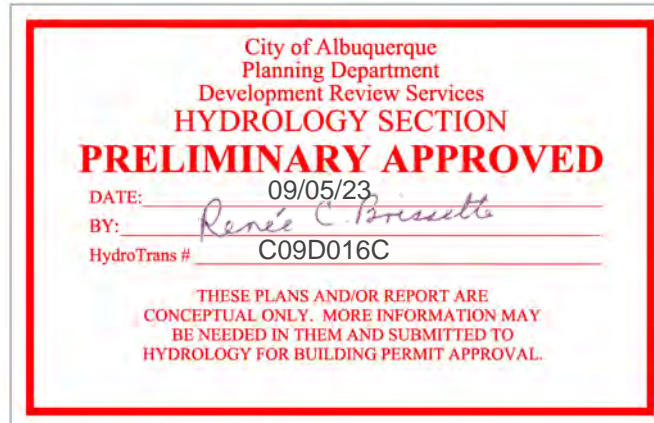 City of Albuquerque
Planning Department
Development Review Services
HYDROLOGY SECTION
PRELIMINARY APPROVED
DATE: 09/05/23
BY: Renée C. Brissette
HydroTrans # C09D016C
THESE PLANS AND/OR REPORT ARE
CONCEPTUAL ONLY. MORE INFORMATION MAY
BE NEEDED IN THEM AND SUBMITTED TO
HYDROLOGY FOR BUILDING PERMIT APPROVAL.